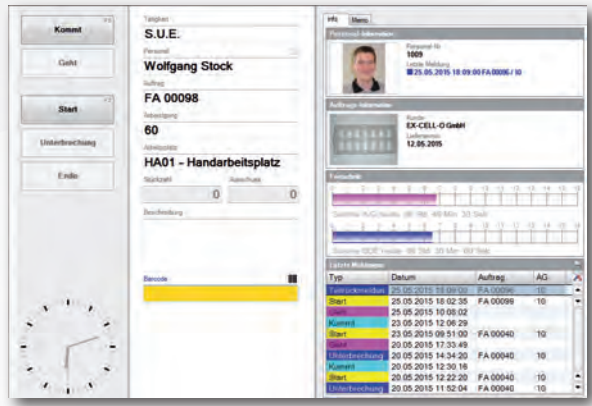 Kommt
Geht
Start
Unterbrechung
Ende
Tätigkeit
S.U.E.
Personal
Wolfgang Stock
Auftrag
FA 00098
Arbeitsgang
60
Arbeitsplatz
HA01 - Handarbeitsplatz
Stückzahl Ausschuss
0 0
Beschreibung
Barcode
Info Menü
Personal-Information
Personal-Nr.
1009
Letzte Meldung
25.05.2015 18:09:00 FA 00096 / 10
Auftrags-Information
Kunde
EX-CELL-O GmbH
Liefertermin
12.05.2015
Letzte Meldungen
Typ Datum Auftrag AG
Teilrückmelden 25.05.2015 18:09:00 FA 00096 10
Start 25.05.2015 18:02:35 FA 00096 10
Geht 25.05.2015 10:08:02
Kommt 23.05.2015 12:06:29
Start 23.05.2015 09:51:00 FA 00040 10
Geht 20.05.2015 17:33:49
Unterbrechung 20.05.2015 14:34:20 FA 00040 10
Kommt 20.05.2015 12:30:16
Start 20.05.2015 12:22:20 FA 00040 10
Unterbrechung 20.05.2015 11:52:04 FA 00040 10